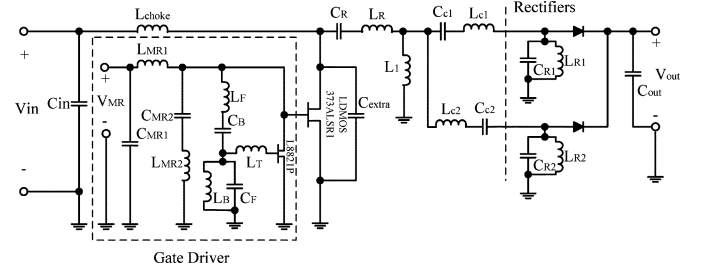 Rectifiers
Lchoke
CR
LR
Cc1
Lc1
+
LMR1
+
VMR
-
CMR1
CMR2
LMR2
LF
CB
LT
LB
CF
L8821P
LDMOS
373ALSR1
Cextra
L1
Lc2
Cc2
CR1
LR1
CR2
LR2
Cin
Vin
-
+
Vout
Cout
-
Gate Driver